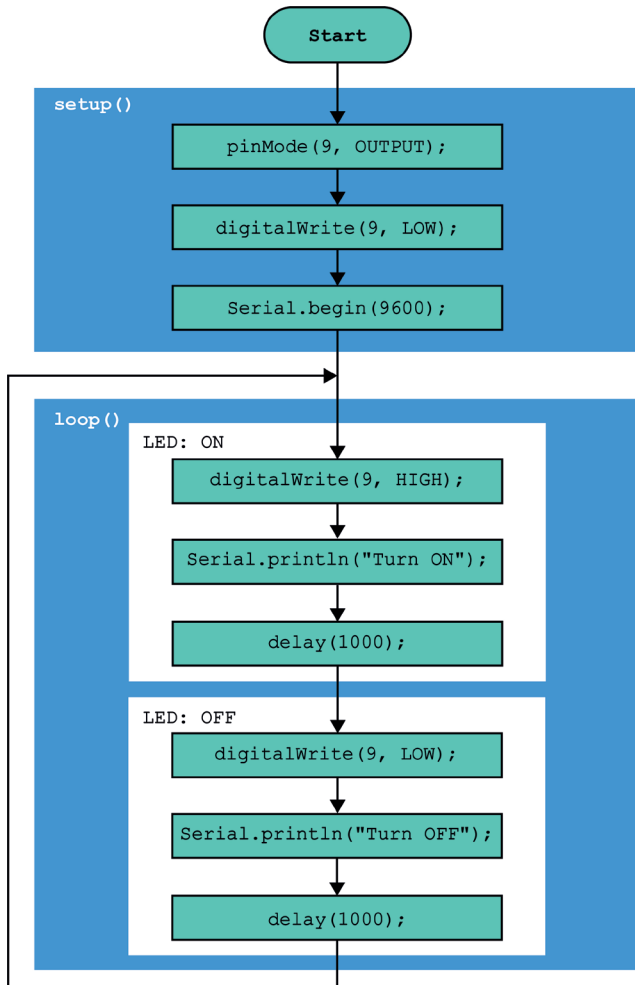 Start
setup()
pinMode(9, OUTPUT);
digitalWrite(9, LOW);
Serial.begin(9600);
loop()
LED: ON
digitalWrite(9, HIGH);
Serial.println("Turn ON");
delay(1000);
LED: OFF
digitalWrite(9, LOW);
Serial.println("Turn OFF");
delay(1000);